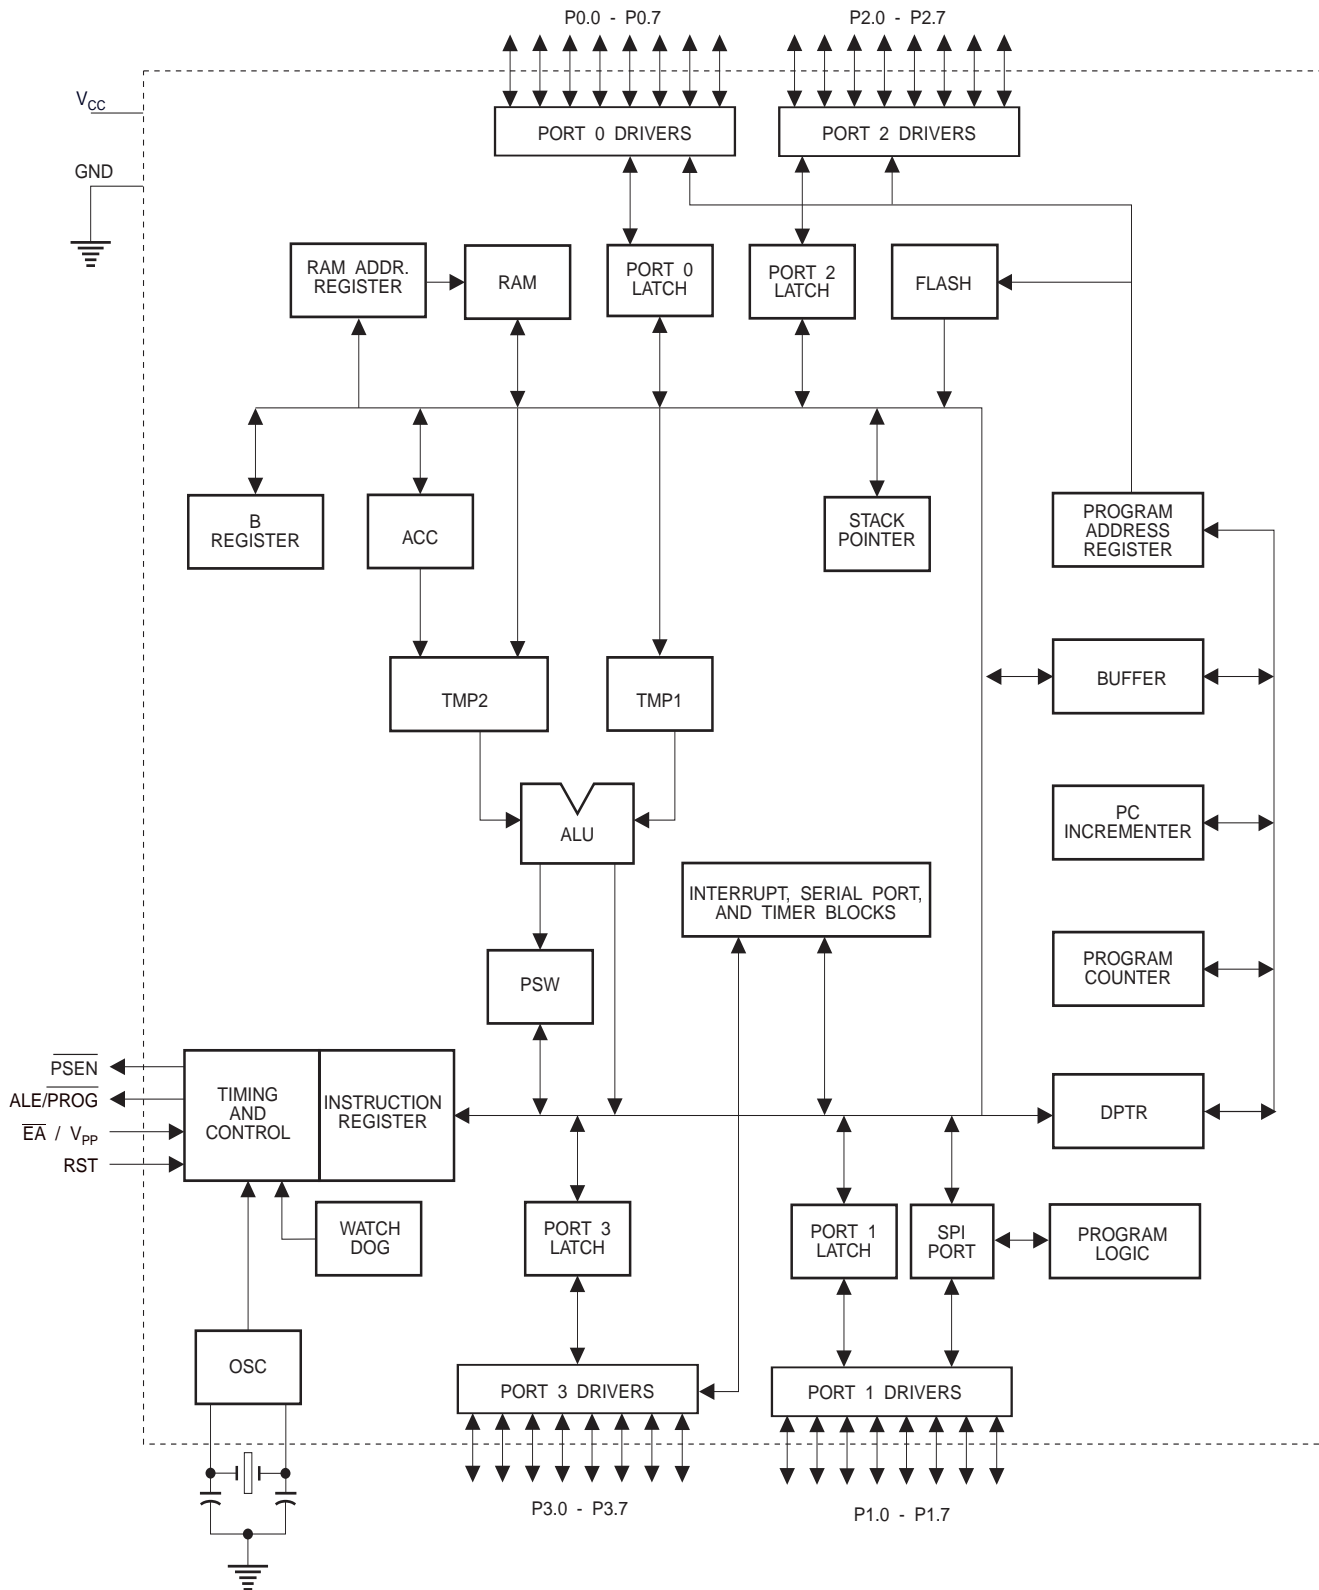 P0.0 - P0.7
P2.0 - P2.7
VCC
PORT 0 DRIVERS
PORT 2 DRIVERS
GND
RAM ADDR.
REGISTER
RAM
PORT 0
LATCH
PORT 2
LATCH
FLASH
B
REGISTER
ACC
STACK
POINTER
PROGRAM
ADDRESS
REGISTER
TMP2
TMP1
BUFFER
ALU
PC
INCREMENTER
INTERRUPT, SERIAL PORT,
AND TIMER BLOCKS
PSW
PROGRAM
COUNTER
PSEN
ALE/PROG
EA / VPP
RST
TIMING
AND
CONTROL
INSTRUCTION
REGISTER
DPTR
WATCH
DOG
PORT 3
LATCH
PORT 1
LATCH
SPI
PORT
PROGRAM
LOGIC
OSC
PORT 3 DRIVERS
PORT 1 DRIVERS
P3.0 - P3.7
P1.0 - P1.7